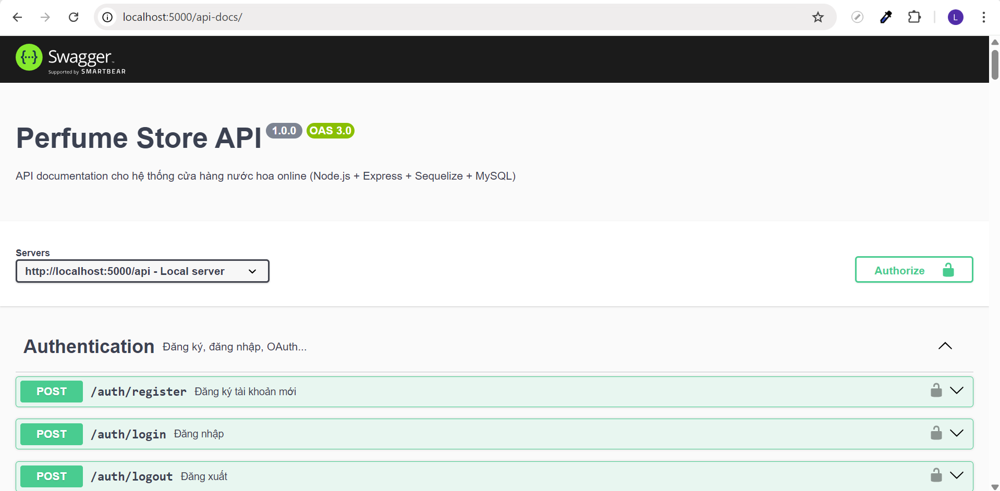 localhost:5000/api-docs/
L
{···} Swagger™
Supported by SMARTBEAR
Perfume Store API 1.0.0 OAS 3.0
API documentation cho hệ thống cửa hàng nước hoa online (Node.js + Express + Sequelize + MySQL)
Servers
http://localhost:5000/api - Local server
Authorize
Authentication Đăng ký, đăng nhập, OAuth...
POST /auth/register Đăng ký tài khoản mới
POST /auth/login Đăng nhập
POST /auth/logout Đăng xuất